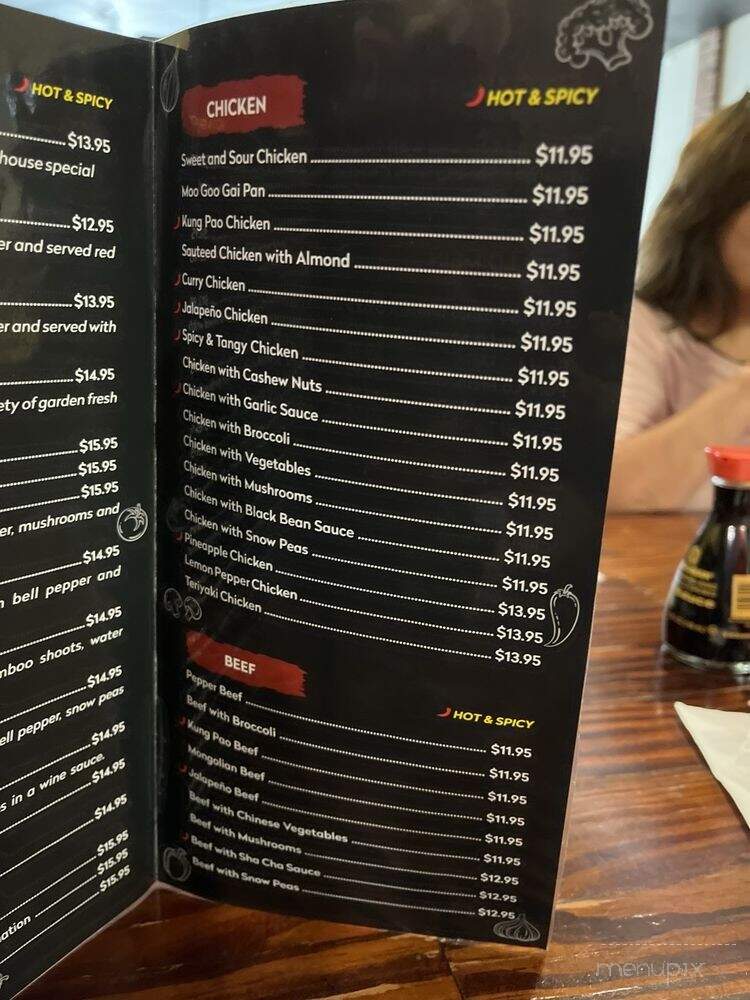 HOT & SPICY
$13.95
house special
$12.95
er and served red
$13.95
er and served with
$14.95
ety of garden fresh
$15.95
$15.95
$15.95
er, mushrooms and
$14.95
bell pepper and
$14.95
mboo shoots, water
$14.95
ell pepper, snow peas
$14.95
s in a wine sauce.
$14.95
$14.95
$15.95
$15.95
ation $15.95
CHICKEN HOT & SPICY
Sweet and Sour Chicken $11.95
Moo Goo Gai Pan $11.95
Kung Pao Chicken $11.95
Sauteed Chicken with Almond $11.95
Curry Chicken $11.95
Jalapeño Chicken $11.95
Spicy & Tangy Chicken $11.95
Chicken with Cashew Nuts $11.95
Chicken with Garlic Sauce $11.95
Chicken with Broccoli $11.95
Chicken with Vegetables $11.95
Chicken with Mushrooms $11.95
Chicken with Black Bean Sauce $11.95
Chicken with Snow Peas $11.95
Pineapple Chicken $13.95
Lemon Pepper Chicken $13.95
Teriyaki Chicken $13.95
BEEF HOT & SPICY
Pepper Beef $11.95
Beef with Broccoli $11.95
Kung Pao Beef $11.95
Mongolian Beef $11.95
Jalapeño Beef $11.95
Beef with Chinese Vegetables $11.95
Beef with Mushrooms $12.95
Beef with Sha Cha Sauce $12.95
Beef with Snow Peas $12.95
menupix